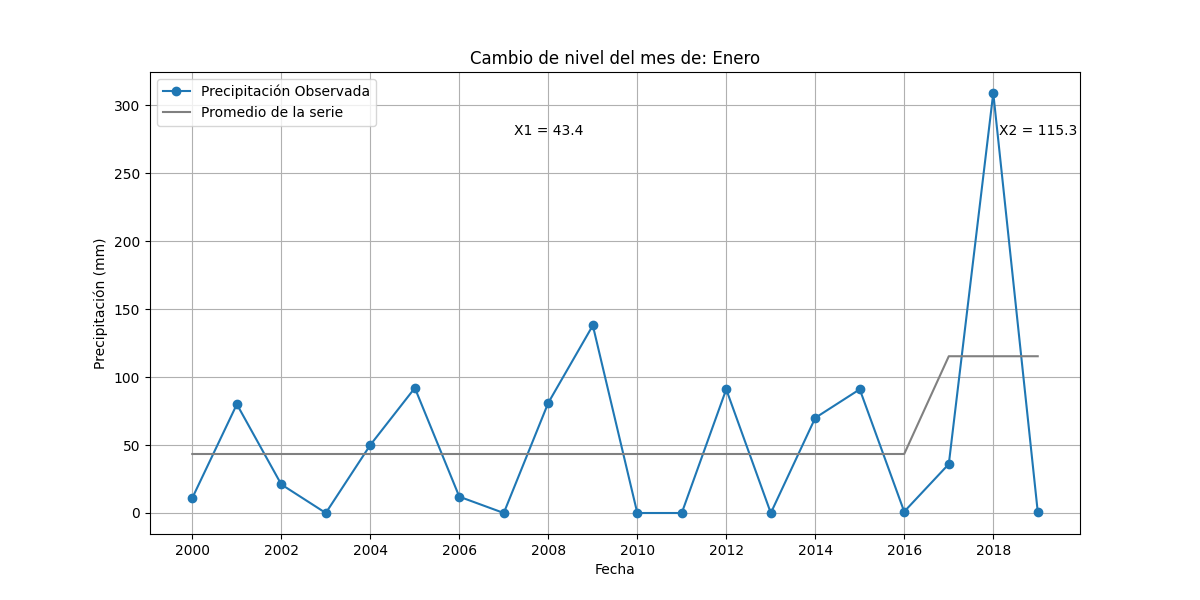 Cambio de nivel del mes de: Enero
Precipitación Observada
Promedio de la serie
X1 = 43.4
X2 = 115.3
300
250
200
150
100
50
0
Precipitación (mm)
2000 2002 2004 2006 2008 2010 2012 2014 2016 2018
Fecha